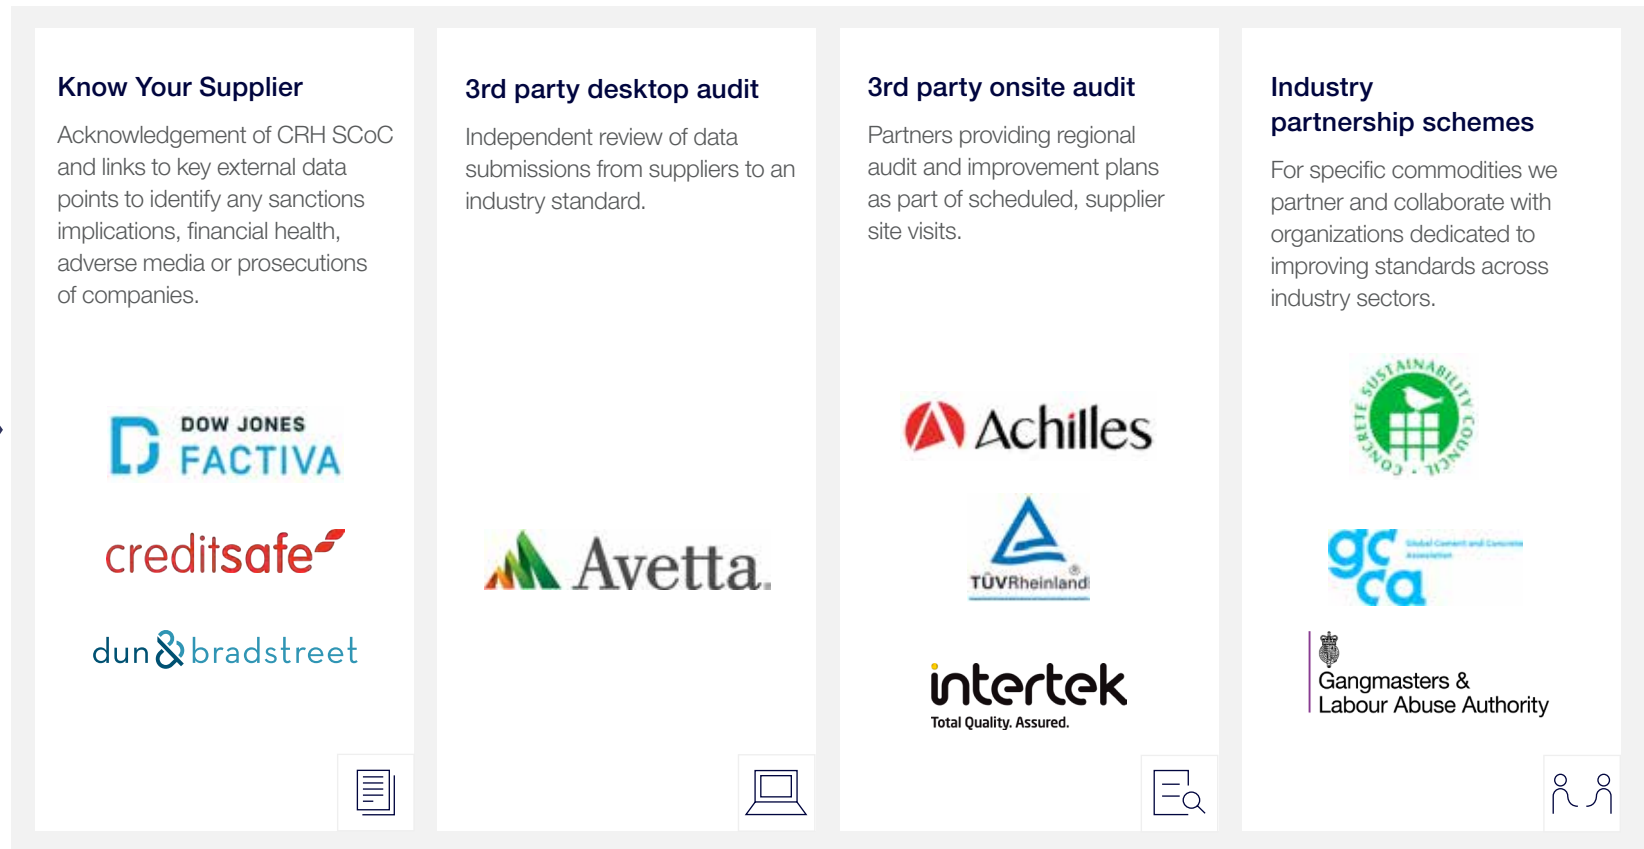 Know Your Supplier
Acknowledgement of CRH SCoC
and links to key external data
points to identify any sanctions
implications, financial health,
adverse media or prosecutions
of companies.
DOW JONES
FACTIVA
creditsafe
dun & bradstreet
3rd party desktop audit
Independent review of data
submissions from suppliers to an
industry standard.
Avetta®
3rd party onsite audit
Partners providing regional
audit and improvement plans
as part of scheduled, supplier
site visits.
Achilles
TÜVRheinland®
intertek
Total Quality. Assured.
Industry
partnership schemes
For specific commodities we
partner and collaborate with
organizations dedicated to
improving standards across
industry sectors.
CONCRETE SUSTAINABILITY COUNCIL
gcca
Global Cement and Concrete
Association
Gangmasters &
Labour Abuse Authority